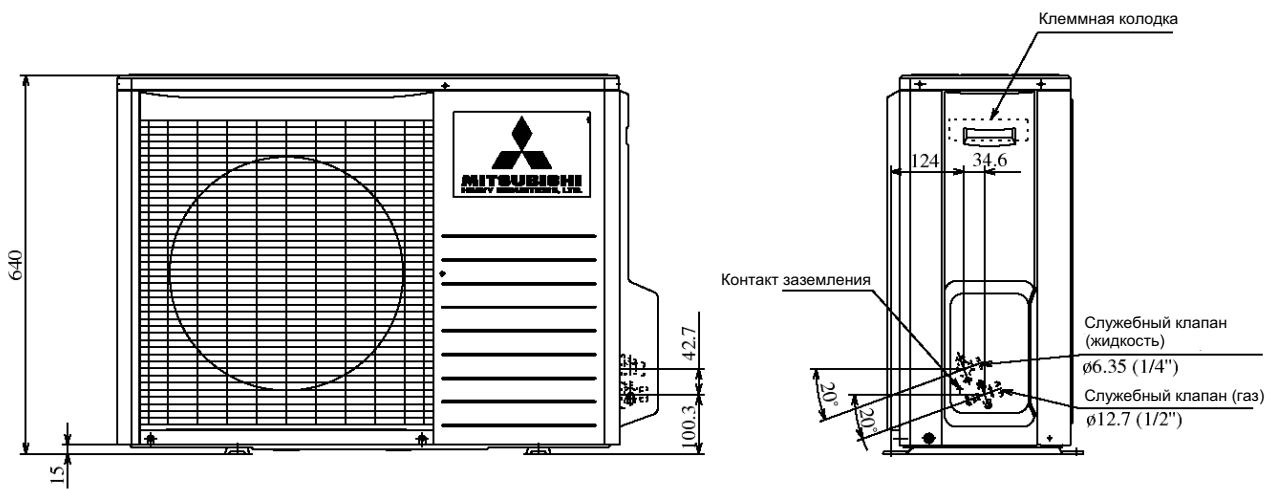 Клеммная колодка
MITSUBISHI
HEAVY INDUSTRIES, LTD.
124
34.6
640
Контакт заземления
Служебный клапан
(жидкость)
ø6.35 (1/4")
42.7
20°
20°
Служебный клапан (газ)
ø12.7 (1/2")
100.3
15